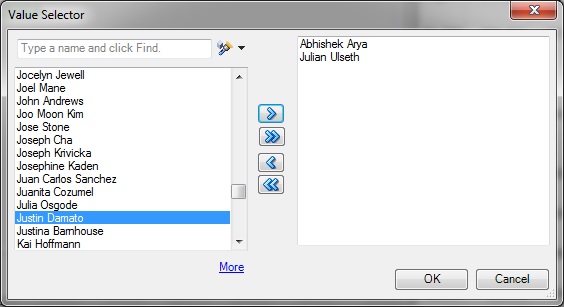 Value Selector
Type a name and click Find.
Jocelyn Jewell
Joel Mane
John Andrews
Joo Moon Kim
Jose Stone
Joseph Cha
Joseph Krivicka
Josephine Kaden
Juan Carlos Sanchez
Juanita Cozumel
Julia Osgode
Justin Damato
Justina Barnhouse
Kai Hoffmann
More
Abhishek Arya
Julian Ulseth
OK
Cancel